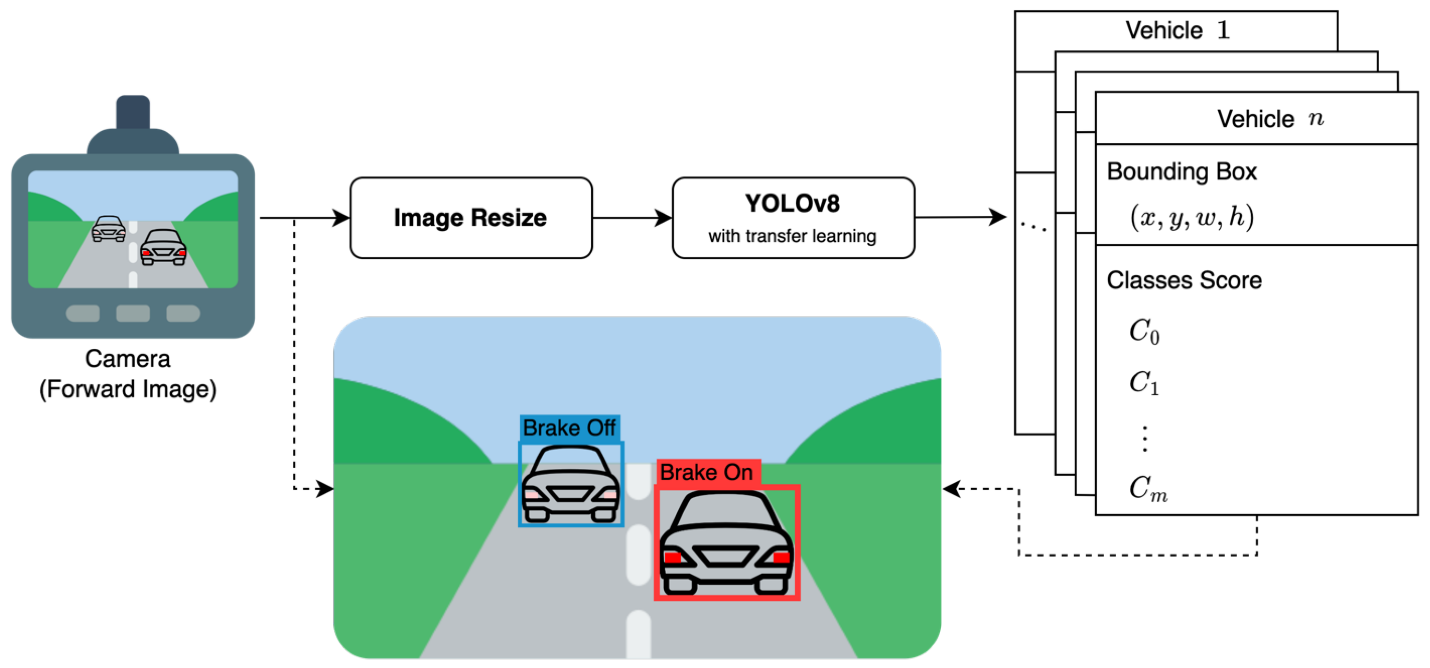 Camera
(Forward Image)
Image Resize
YOLOv8
with transfer learning
Vehicle 1
...
Vehicle n
Bounding Box
(x, y, w, h)
Classes Score
C₀
C₁
⋮
Cₘ
Brake Off
Brake On